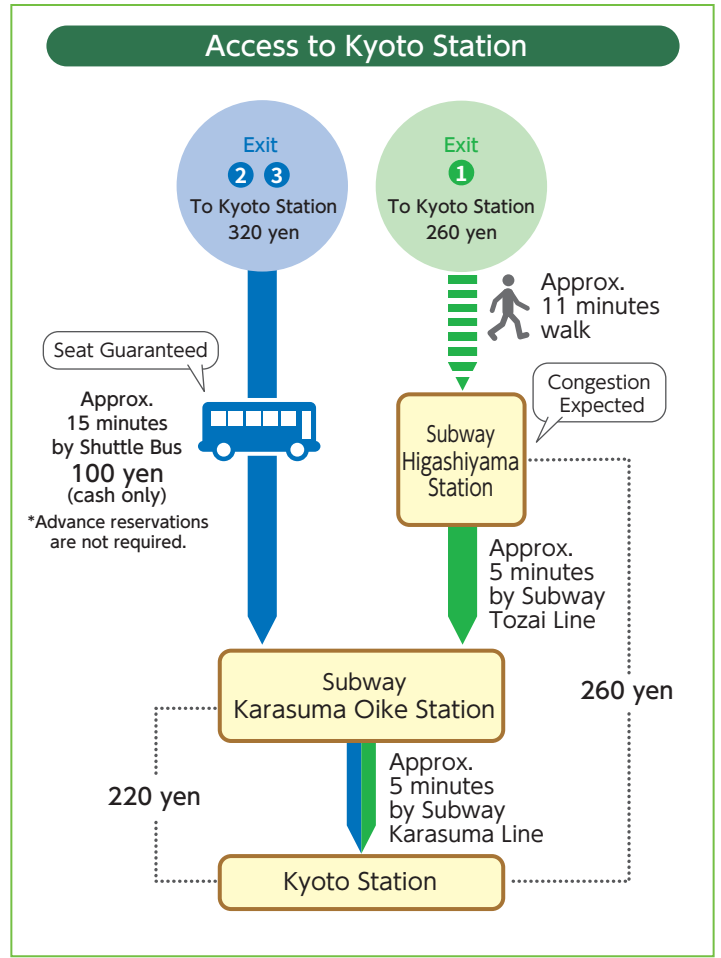 Access to Kyoto Station
Exit
2 3
To Kyoto Station
320 yen
Exit
1
To Kyoto Station
260 yen
Approx.
11 minutes
walk
Seat Guaranteed
Approx.
15 minutes
by Shuttle Bus
100 yen
(cash only)
*Advance reservations
are not required.
Congestion
Expected
Subway
Higashiyama
Station
Approx.
5 minutes
by Subway
Tozai Line
260 yen
Subway
Karasuma Oike Station
220 yen
Approx.
5 minutes
by Subway
Karasuma Line
Kyoto Station